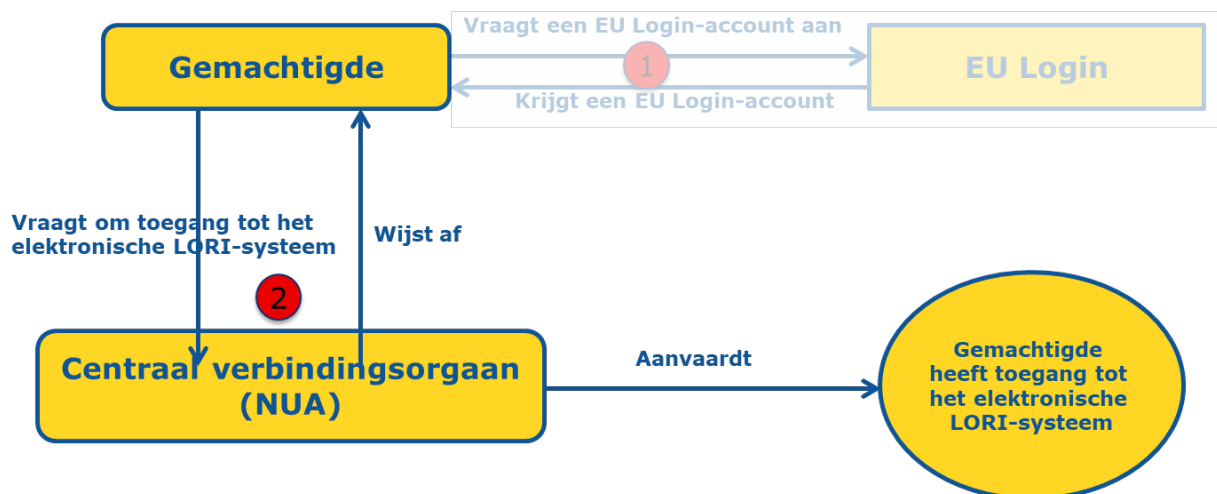 Vraagt een EU Login-account aan
Gemachtigde
1
EU Login
Krijgt een EU Login-account
Vraagt om toegang tot het
elektronische LORI-systeem
Wijst af
2
Centraal verbindingsorgaan
(NUA)
Aanvaardt
Gemachtigde
heeft toegang tot
het elektronische
LORI-systeem